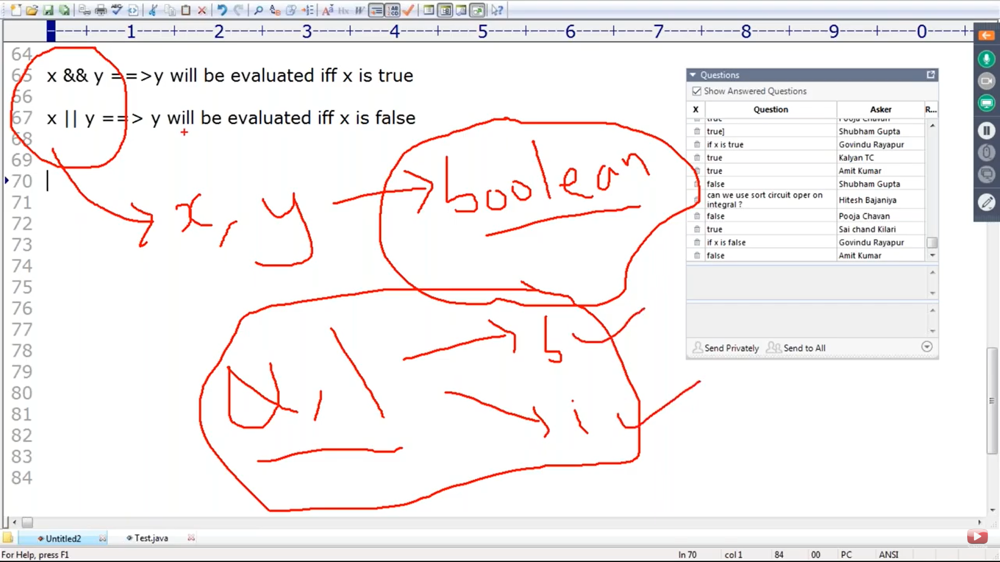 -----+----1----+----2----+----3----+----4----+----5----+----6----+----7----+----8----+----9----+----0----+
64
65 x && y ==>y will be evaluated iff x is true
66
67 x || y ==> y will be evaluated iff x is false
68
69
70
71
72
73
74
75
76
77
78
79
80
81
82
83
84
x, y → boolean
&, | → b
→ i
Questions
Show Answered Questions
X Question Asker R...
true Pooja Chavan
true] Shubham Gupta
if x is true Govindu Rayapur
true Kalyan TC
true Amit Kumar
false Shubham Gupta
can we use sort circuit oper on
integral ? Hitesh Bajaniya
false Pooja Chavan
true Sai chand Kilari
if x is false Govindu Rayapur
false Amit Kumar
Send Privately Send to All
Untitled2 Test.java
For Help, press F1 ln 70 col 1 84 00 PC ANSI